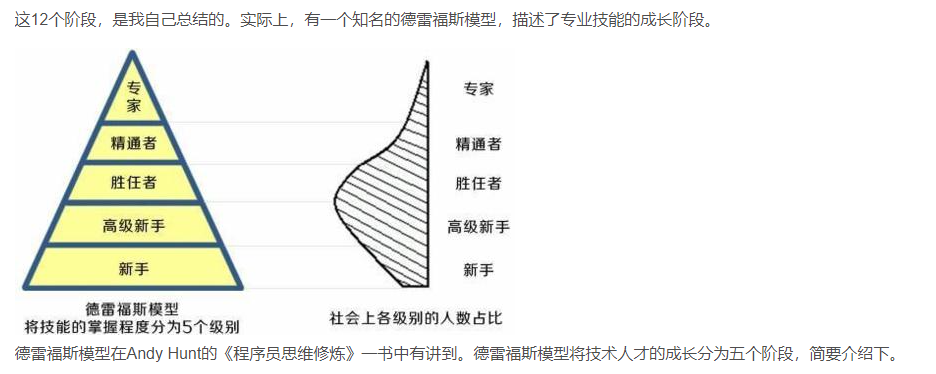 这12个阶段，是我自己总结的。实际上，有一个知名的德雷福斯模型，描述了专业技能的成长阶段。
专
家
精通者
胜任者
高级新手
新手
德雷福斯模型
将技能的掌握程度分为5个级别
专家
精通者
胜任者
高级新手
新手
社会上各级别的人数占比
德雷福斯模型在Andy Hunt的《程序员思维修炼》一书中有讲到。德雷福斯模型将技术人才的成长分为五个阶段，简要介绍下。